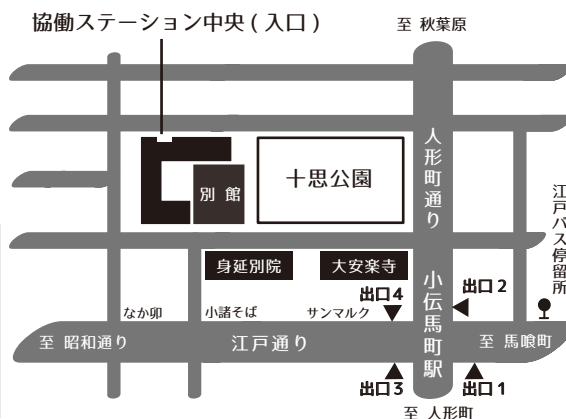 協働ステーション中央 ( 入口 )
至 秋葉原
人形町通り
別 館
十思公園
江戸バス停留所
身延別院
大安楽寺
小伝馬町駅
出口2
出口4
なか卯
小諸そば
サンマルク
至 昭和通り
江戸通り
至 馬喰町
出口3
出口1
至 人形町